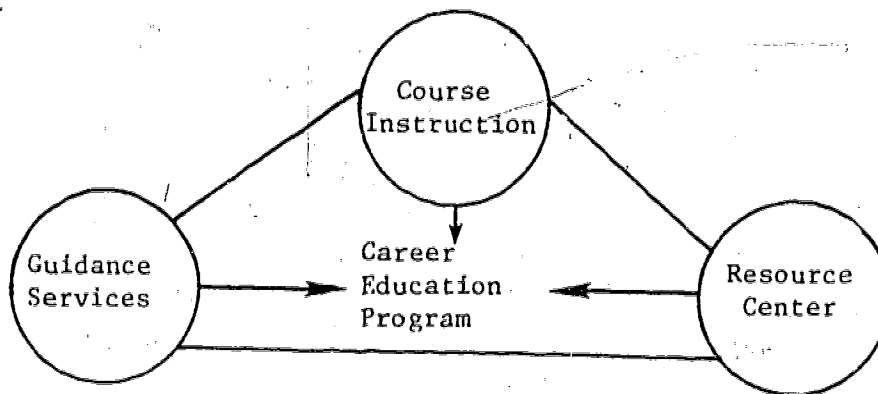 Course
Instruction
Guidance
Services
Career
Education
Program
Resource
Center